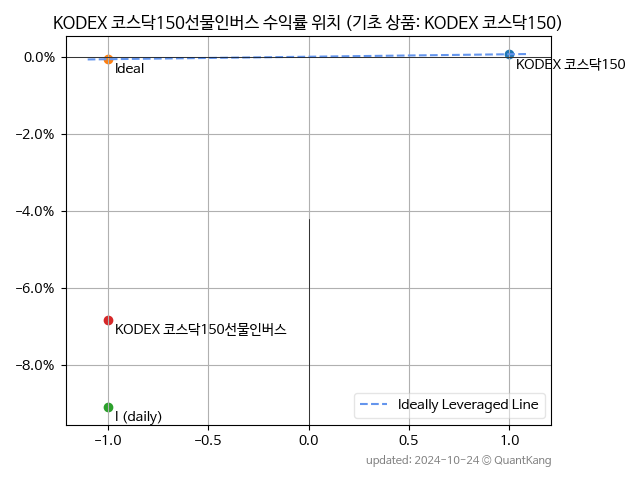 KODEX 코스닥150선물인버스 수익률 위치 (기초 상품: KODEX 코스닥150)
0.0%
Ideal
KODEX 코스닥150
-2.0%
-4.0%
-6.0%
KODEX 코스닥150선물인버스
-8.0%
I (daily)
Ideally Leveraged Line
-1.0 -0.5 0.0 0.5 1.0
updated: 2024-10-24 © QuantKang